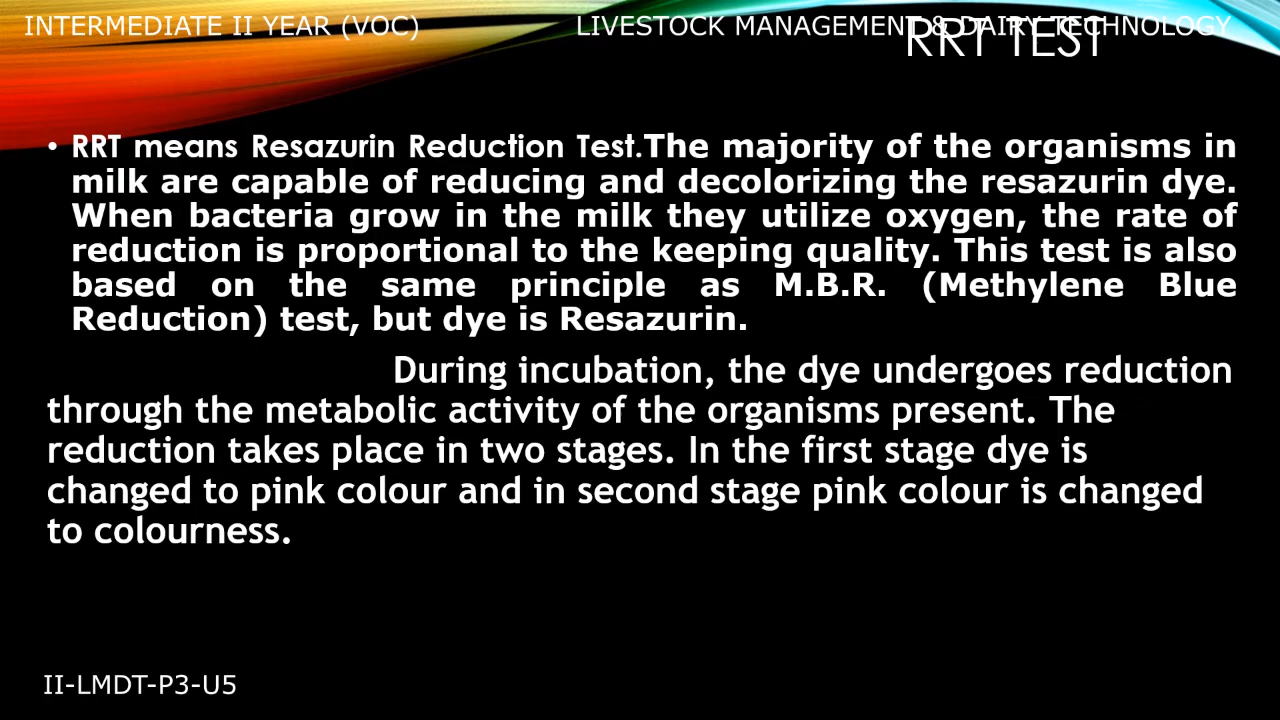 INTERMEDIATE II YEAR (VOC) LIVESTOCK MANAGEMENT & DAIRY TECHNOLOGY
RRT TEST
• RRT means Resazurin Reduction Test.The majority of the organisms in
milk are capable of reducing and decolorizing the resazurin dye.
When bacteria grow in the milk they utilize oxygen, the rate of
reduction is proportional to the keeping quality. This test is also
based on the same principle as M.B.R. (Methylene Blue
Reduction) test, but dye is Resazurin.
During incubation, the dye undergoes reduction
through the metabolic activity of the organisms present. The
reduction takes place in two stages. In the first stage dye is
changed to pink colour and in second stage pink colour is changed
to colourness.
II-LMDT-P3-U5